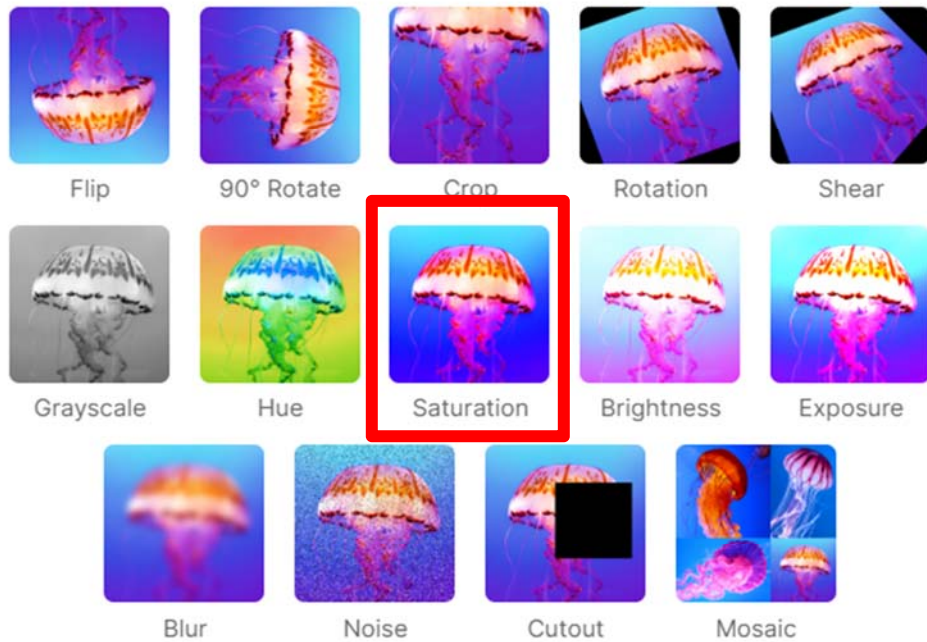 Flip
90° Rotate
Crop
Rotation
Shear
Grayscale
Hue
Saturation
Brightness
Exposure
Blur
Noise
Cutout
Mosaic